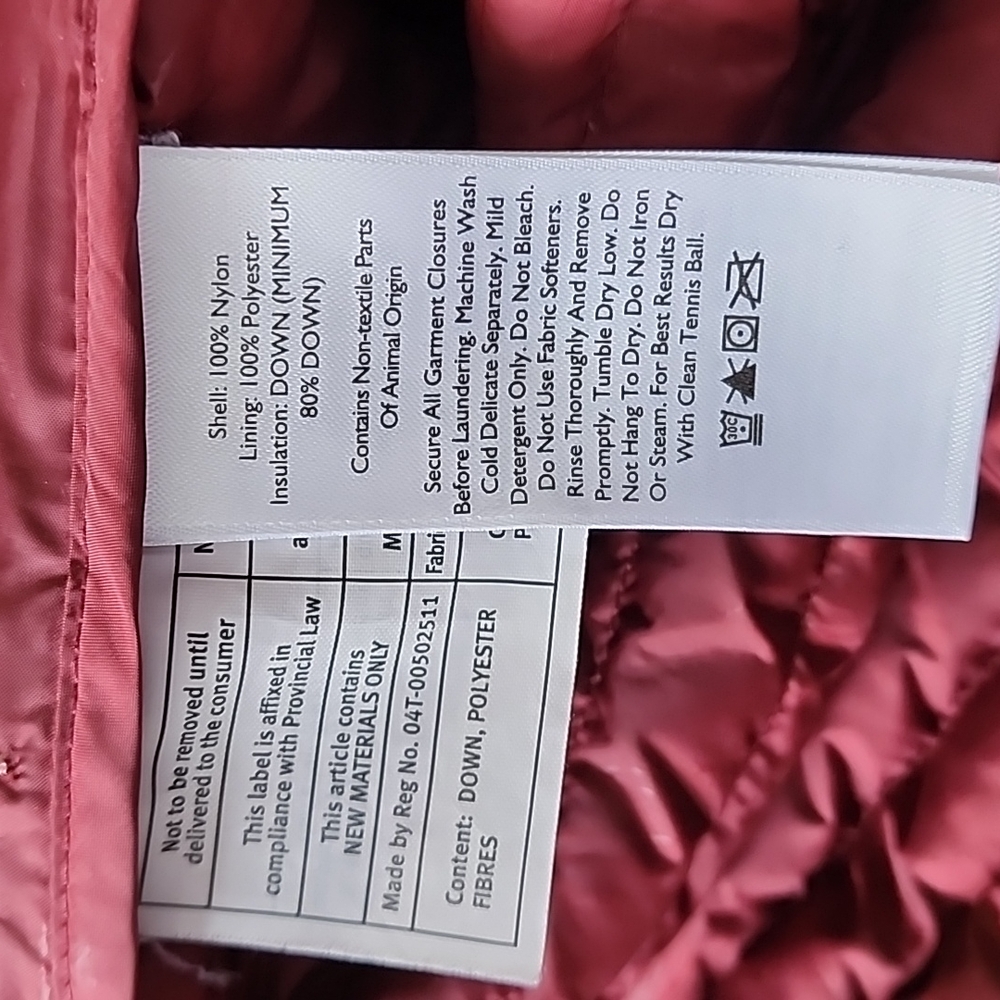 Shell: 100% Nylon
Lining: 100% Polyester
Insulation: DOWN (MINIMUM
80% DOWN)
Contains Non-textile Parts
Of Animal Origin
Secure All Garment Closures
Before Laundering. Machine Wash
Cold Delicate Separately. Mild
Detergent Only. Do Not Bleach.
Do Not Use Fabric Softeners.
Rinse Thoroughly And Remove
Promptly. Tumble Dry Low. Do
Not Hang To Dry. Do Not Iron
Or Steam. For Best Results Dry
With Clean Tennis Ball.
30C
Not to be removed until
delivered to the consumer
This label is affixed in
compliance with Provincial Law
This article contains
NEW MATERIALS ONLY
Made by Reg No. 04T-00502511
Content: DOWN, POLYESTER
FIBRES
N
a
M
Fabri